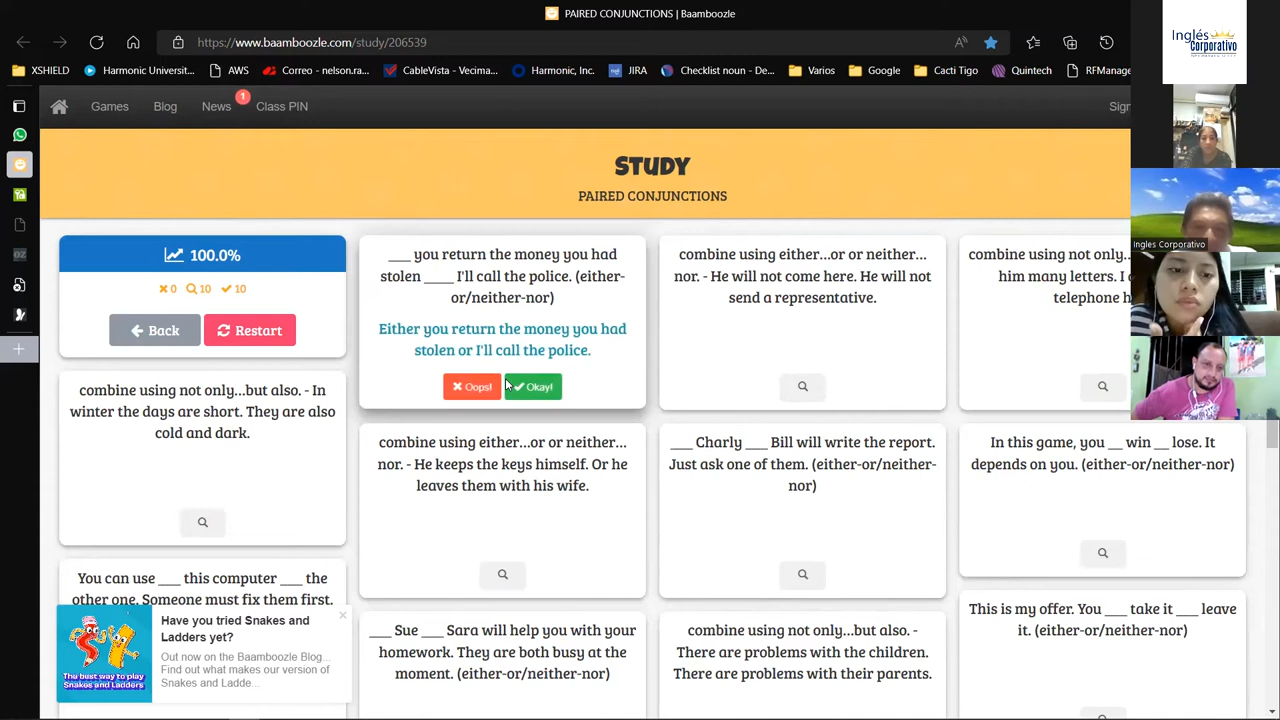 PAIRED CONJUNCTIONS | Baamboozle
https://www.baamboozle.com/study/206539
XSHIELD
Harmonic Universit...
AWS
Correo - nelson.ra...
CableVista - Vecima...
Harmonic, Inc.
JIRA
Checklist noun - De...
Varios
Google
Cacti Tigo
Quintech
RFManage
Games
Blog
News
1
Class PIN
Sign
STUDY
PAIRED CONJUNCTIONS
100.0%
0
10
10
Back
Restart
___ you return the money you had
stolen ____ I'll call the police. (either-
or/neither-nor)
Either you return the money you had
stolen or I'll call the police.
Oops!
Okay!
combine using either...or or neither...
nor. - He will not come here. He will not
send a representative.
combine using not only...
him many letters. I
telephone h
combine using not only...but also. - In
winter the days are short. They are also
cold and dark.
combine using either...or or neither...
nor. - He keeps the keys himself. Or he
leaves them with his wife.
___ Charly ___ Bill will write the report.
Just ask one of them. (either-or/neither-
nor)
In this game, you __ win __ lose. It
depends on you. (either-or/neither-nor)
You can use ___ this computer ___ the
other one. Someone must fix them first.
___ Sue ___ Sara will help you with your
homework. They are both busy at the
moment. (either-or/neither-nor)
combine using not only...but also. -
There are problems with the children.
There are problems with their parents.
This is my offer. You ___ take it ___ leave
it. (either-or/neither-nor)
Have you tried Snakes and
Ladders yet?
Out now on the Baamboozle Blog...
Find out what makes our version of
Snakes and Ladde...
The best way to play
Snakes and Ladders
Inglés
Corporativo
Ingles Corporativo